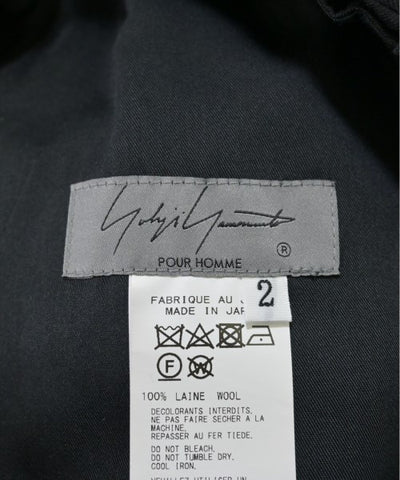 Yohji Yamamoto
®
POUR HOMME
2
FABRIQUE AU J
MADE IN JAP
F W
100% LAINE WOOL
DECOLORANTS INTERDITS.
NE PAS SECHER A LA
MACHINE.
REPASSER AU FER TIEDE.
DO NOT BLEACH.
DO NOT TUMBLE DRY.
COOL IRON.